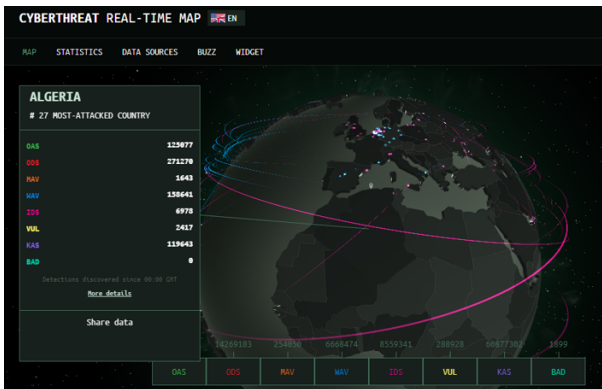 CYBERTHREAT REAL-TIME MAP EN
MAP STATISTICS DATA SOURCES BUZZ WIDGET
ALGERIA
# 27 MOST-ATTACKED COUNTRY
OAS 125077
ODS 271270
MAV 1643
WAV 158641
IDS 6978
VUL 2417
KAS 119643
BAD 0
Detections discovered since 00:00 GMT
More details
Share data
14269183 254856 6668474 8559341 288928 60877382 1899
OAS ODS MAV WAV IDS VUL KAS BAD